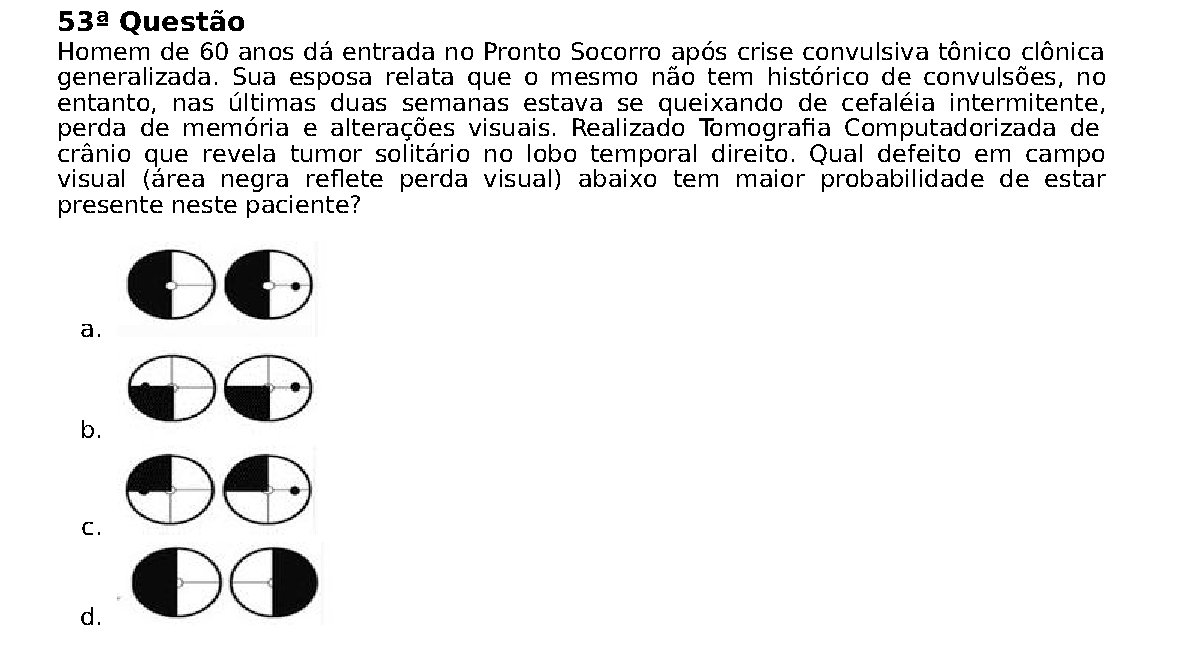 53ª Questão
Homem de 60 anos dá entrada no Pronto Socorro após crise convulsiva tônico clônica
generalizada. Sua esposa relata que o mesmo não tem histórico de convulsões, no
entanto, nas últimas duas semanas estava se queixando de cefaléia intermitente,
perda de memória e alterações visuais. Realizado Tomografia Computadorizada de
crânio que revela tumor solitário no lobo temporal direito. Qual defeito em campo
visual (área negra reflete perda visual) abaixo tem maior probabilidade de estar
presente neste paciente?
a.
b.
c.
d.